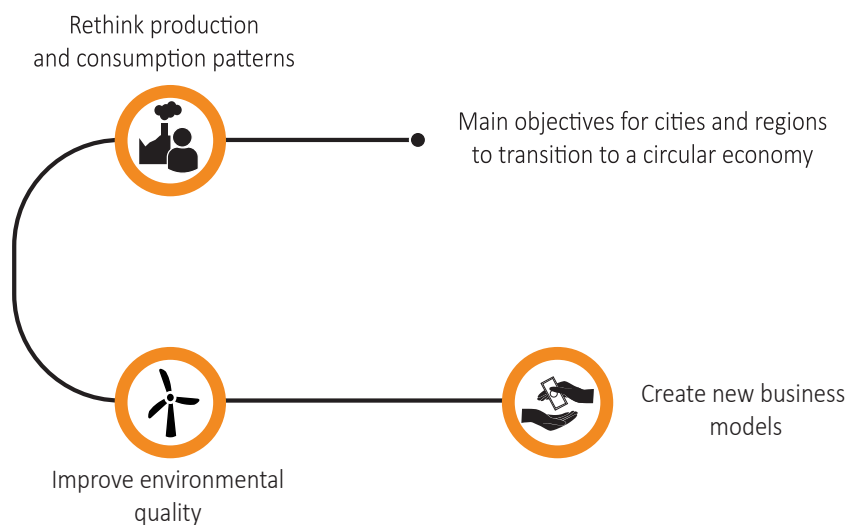 Rethink production
and consumption patterns
Main objectives for cities and regions
to transition to a circular economy
Create new business
models
Improve environmental
quality